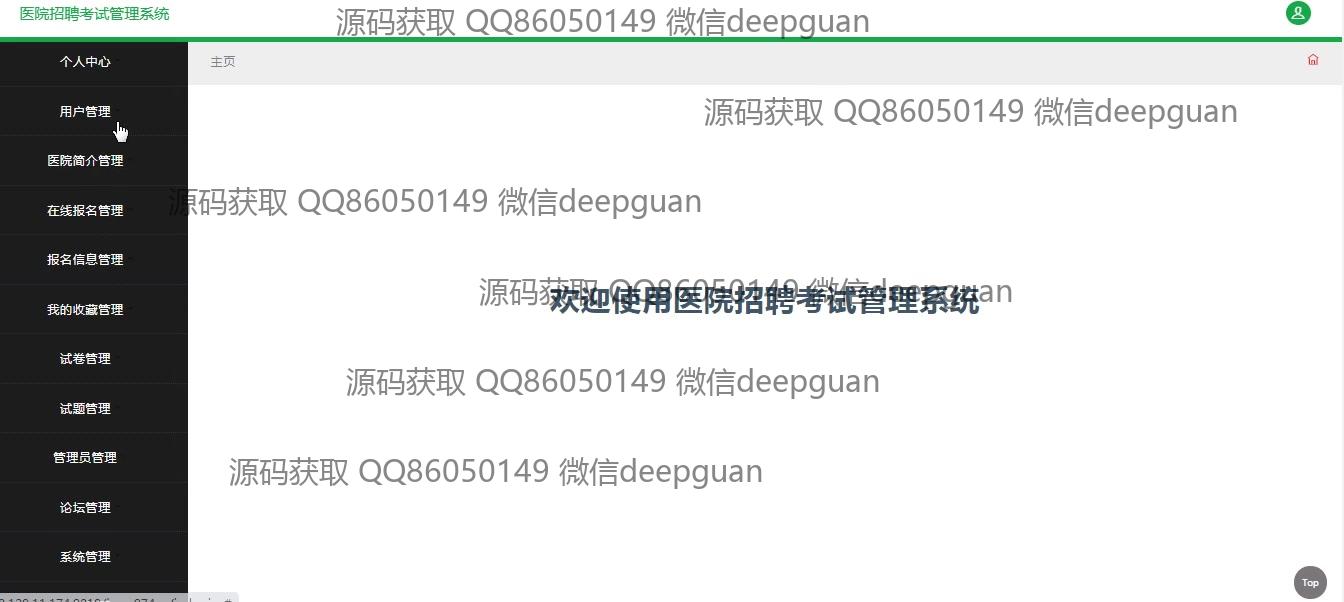 医院招聘考试管理系统
源码获取 QQ86050149 微信deepguan
个人中心
主页
用户管理
源码获取 QQ86050149 微信deepguan
医院简介管理
在线报名管理
源码获取 QQ86050149 微信deepguan
报名信息管理
源码获取 QQ86050149 微信deepguan
欢迎使用医院招聘考试管理系统
我的收藏管理
试卷管理
源码获取 QQ86050149 微信deepguan
试题管理
管理员管理
源码获取 QQ86050149 微信deepguan
论坛管理
系统管理
Top